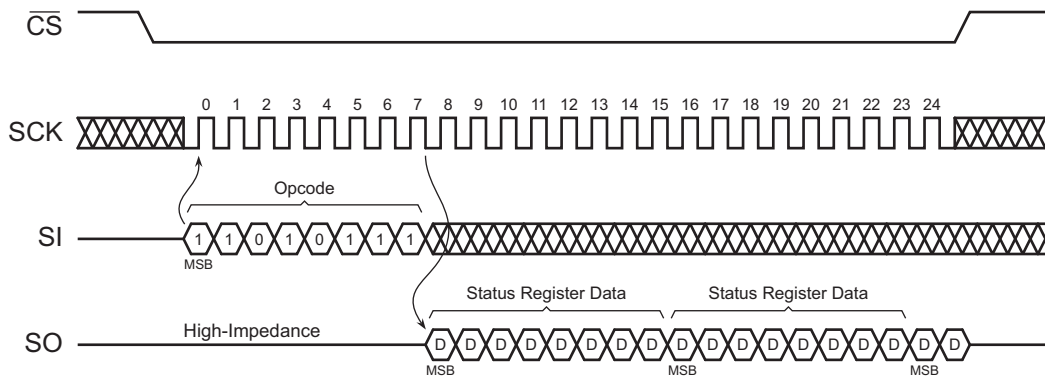 CS
0 1 2 3 4 5 6 7 8 9 10 11 12 13 14 15 16 17 18 19 20 21 22 23 24
SCK
Opcode
SI 1 1 0 1 0 1 1 1
MSB
Status Register Data Status Register Data
High-Impedance
SO D D D D D D D D D D D D D D D D D D
MSB MSB MSB